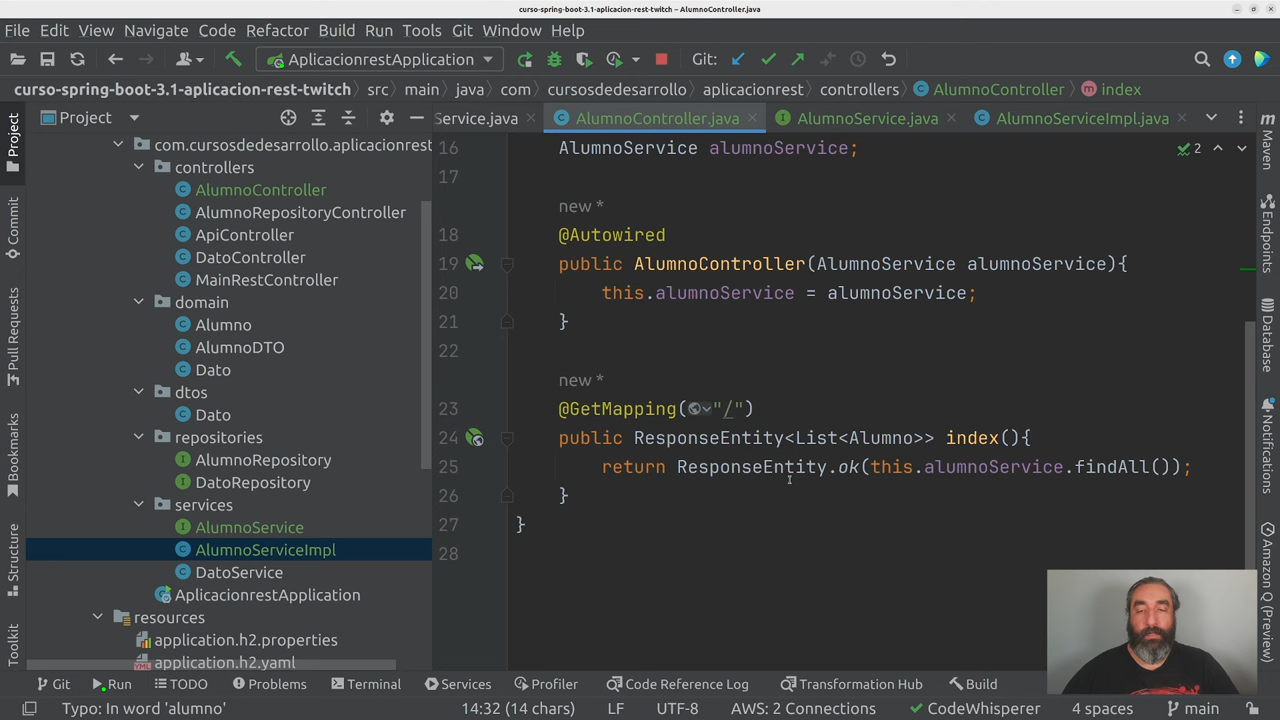 curso-spring-boot-3.1-aplicacion-rest-twitch – AlumnoController.java
File Edit View Navigate Code Refactor Build Run Tools Git Window Help
AplicacionrestApplication Git:
curso-spring-boot-3.1-aplicacion-rest-twitch src main java com cursosdedesarrollo aplicacionrest controllers AlumnoController index
Project Service.java AlumnoController.java AlumnoService.java AlumnoServiceImpl.java
Project
Commit
Pull Requests
Bookmarks
Structure
Toolkit
com.cursosdedesarrollo.aplicacionrest
controllers
AlumnoController
AlumnoRepositoryController
ApiController
DatoController
MainRestController
domain
Alumno
AlumnoDTO
Dato
dtos
Dato
repositories
AlumnoRepository
DatoRepository
services
AlumnoService
AlumnoServiceImpl
DatoService
AplicacionrestApplication
resources
application.h2.properties
application.h2.yaml
16 AlumnoService alumnoService;
2
17
new *
18 @Autowired
19 public AlumnoController(AlumnoService alumnoService){
20 this.alumnoService = alumnoService;
21 }
22
new *
23 @GetMapping("/")
24 public ResponseEntity<List<Alumno>> index(){
25 return ResponseEntity.ok(this.alumnoService.findAll());
26 }
27 }
28
m Maven
Endpoints
Database
Notifications
Amazon Q (Preview)
Git Run TODO Problems Terminal Services Profiler Code Reference Log Transformation Hub Build
Typo: In word 'alumno' 14:32 (14 chars) LF UTF-8 AWS: 2 Connections CodeWhisperer 4 spaces main